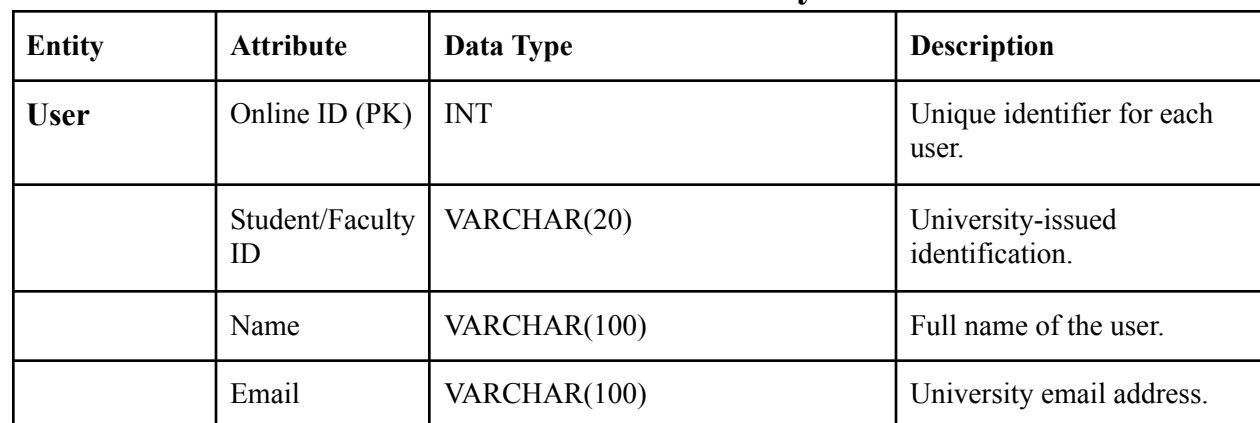 Entity Attribute Data Type Description
User Online ID (PK) INT Unique identifier for each
user.
Student/Faculty VARCHAR(20) University-issued
ID identification.
Name VARCHAR(100) Full name of the user.
Email VARCHAR(100) University email address.